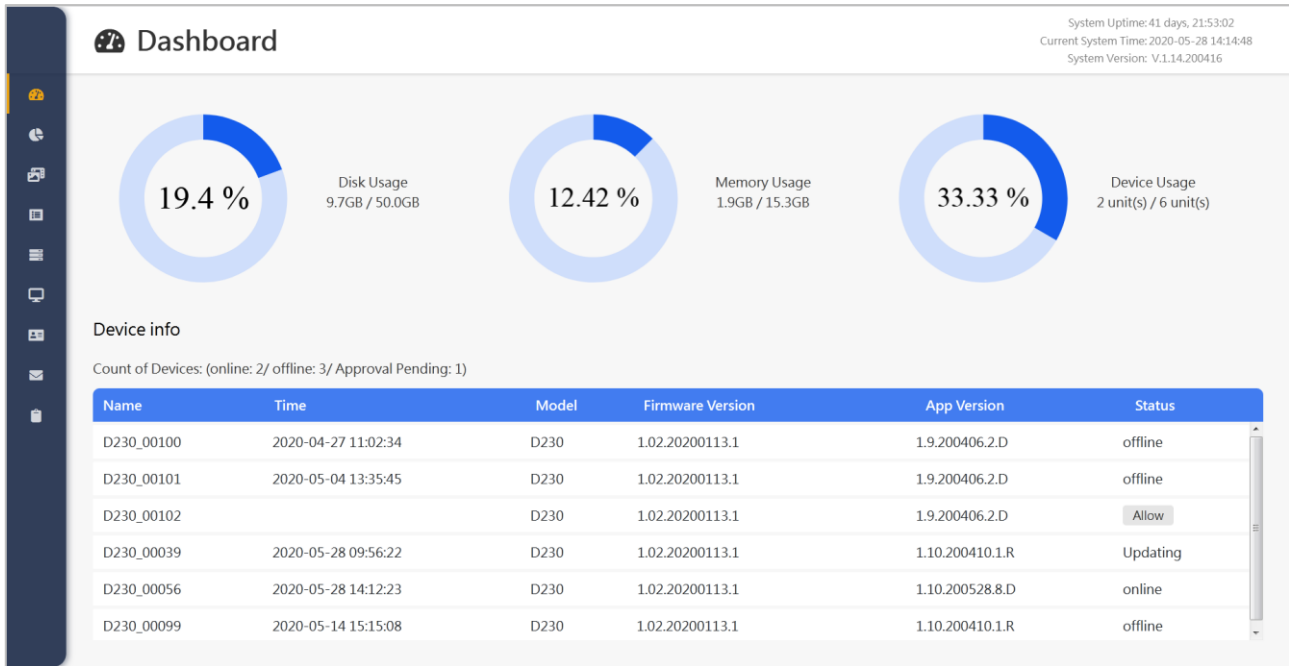 Dashboard
System Uptime: 41 days, 21:53:02
Current System Time: 2020-05-28 14:14:48
System Version: V.1.14.200416
19.4 %
Disk Usage
9.7GB / 50.0GB
12.42 %
Memory Usage
1.9GB / 15.3GB
33.33 %
Device Usage
2 unit(s) / 6 unit(s)
Device info
Count of Devices: (online: 2/ offline: 3/ Approval Pending: 1)
Name Time Model Firmware Version App Version Status
D230_00100 2020-04-27 11:02:34 D230 1.02.20200113.1 1.9.200406.2.D offline
D230_00101 2020-05-04 13:35:45 D230 1.02.20200113.1 1.9.200406.2.D offline
D230_00102 D230 1.02.20200113.1 1.9.200406.2.D Allow
D230_00039 2020-05-28 09:56:22 D230 1.02.20200113.1 1.10.200410.1.R Updating
D230_00056 2020-05-28 14:12:23 D230 1.02.20200113.1 1.10.200528.8.D online
D230_00099 2020-05-14 15:15:08 D230 1.02.20200113.1 1.10.200410.1.R offline